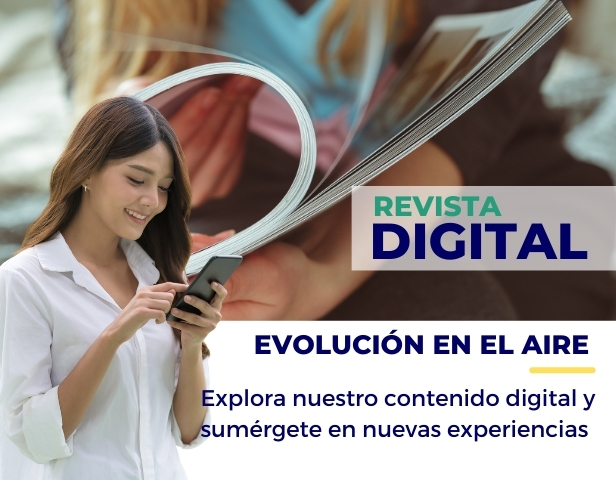 REVISTA
DIGITAL
EVOLUCIÓN EN EL AIRE
Explora nuestro contenido digital y
sumérgete en nuevas experiencias